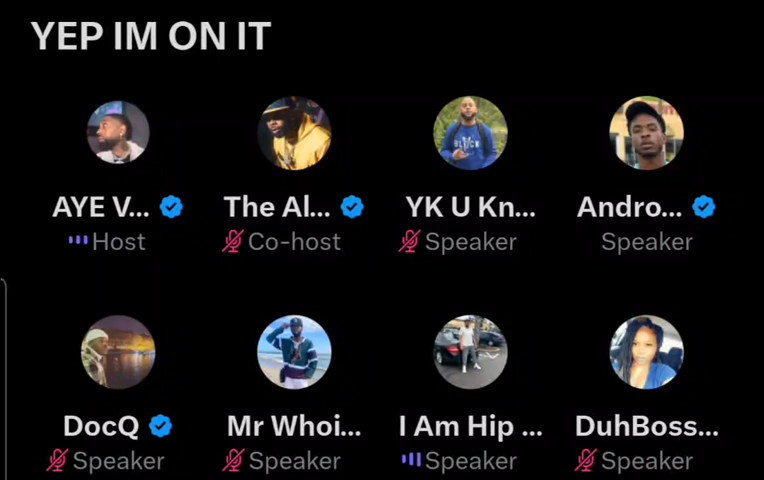 YEP IM ON IT
AYE V... The Al... YK U Kn... Andro...
Host Co-host Speaker Speaker
DocQ Mr Whoi... I Am Hip ... DuhBoss...
Speaker Speaker Speaker Speaker